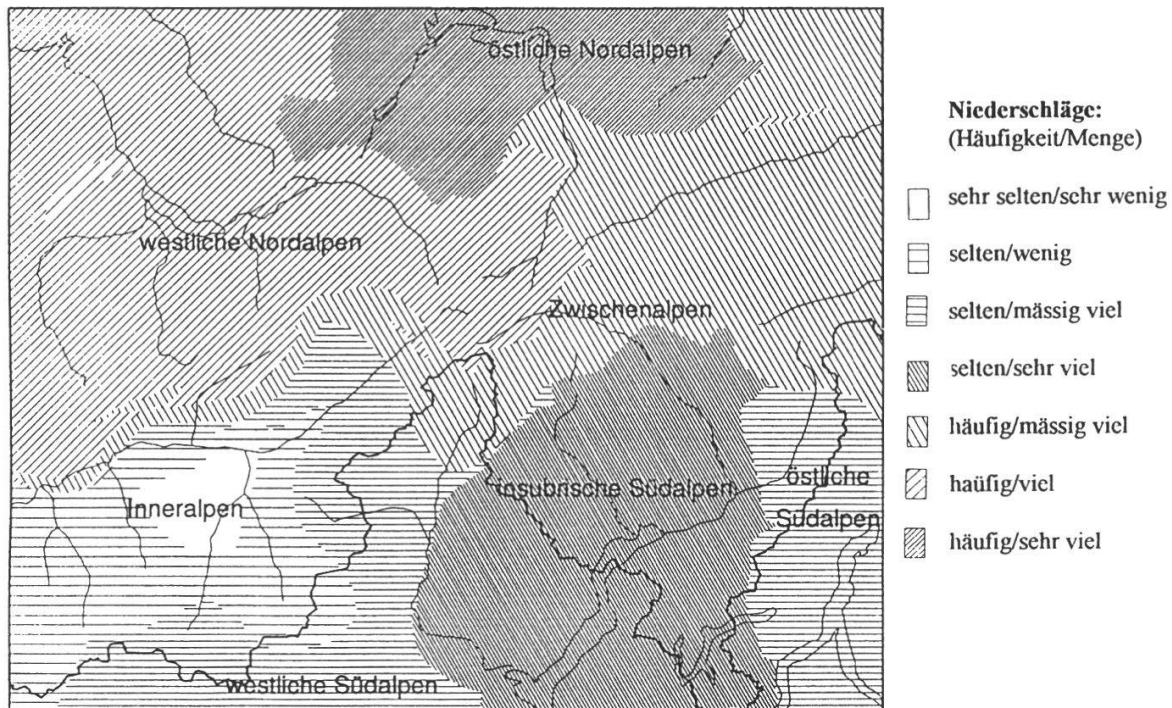 östliche Nordalpen
westliche Nordalpen
Zwischenalpen
Inneralpen
insubrische Südalpen
östliche
Südalpen
westliche Südalpen
Niederschläge:
(Häufigkeit/Menge)
sehr selten/sehr wenig
selten/wenig
selten/mässig viel
selten/sehr viel
häufig/mässig viel
haüfig/viel
häufig/sehr viel